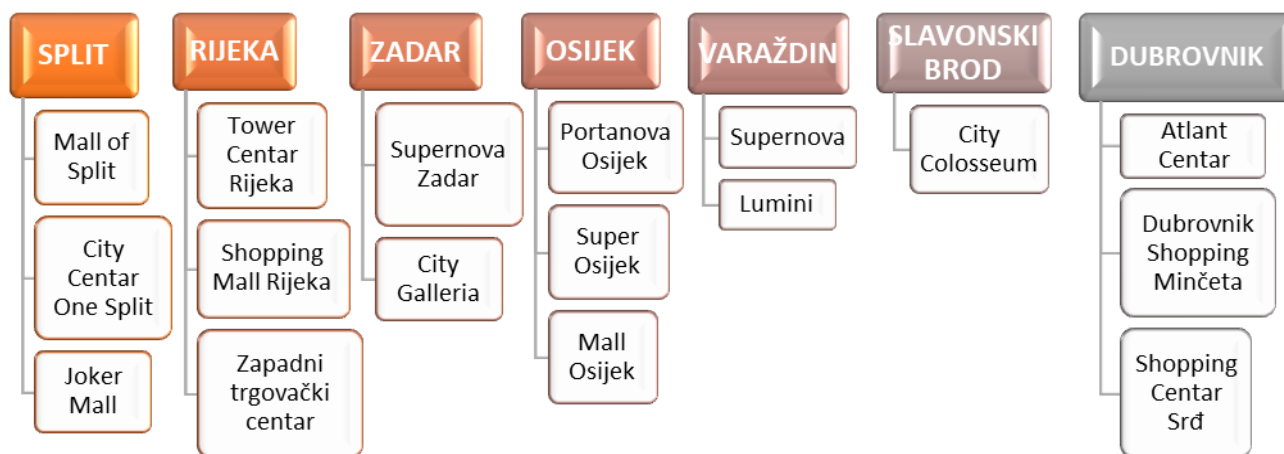 SPLIT
Mall of
Split
City
Centar
One Split
Joker
Mall
RIJEKA
Tower
Centar
Rijeka
Shopping
Mall Rijeka
Zapadni
trgovački
centar
ZADAR
Supernova
Zadar
City
Galleria
OSIJEK
Portanova
Osijek
Super
Osijek
Mall
Osijek
VARAŽDIN
Supernova
Lumini
SLAVONSKI
BROD
City
Colosseum
DUBROVNIK
Atlant
Centar
Dubrovnik
Shopping
Minčeta
Shopping
Centar
Srđ